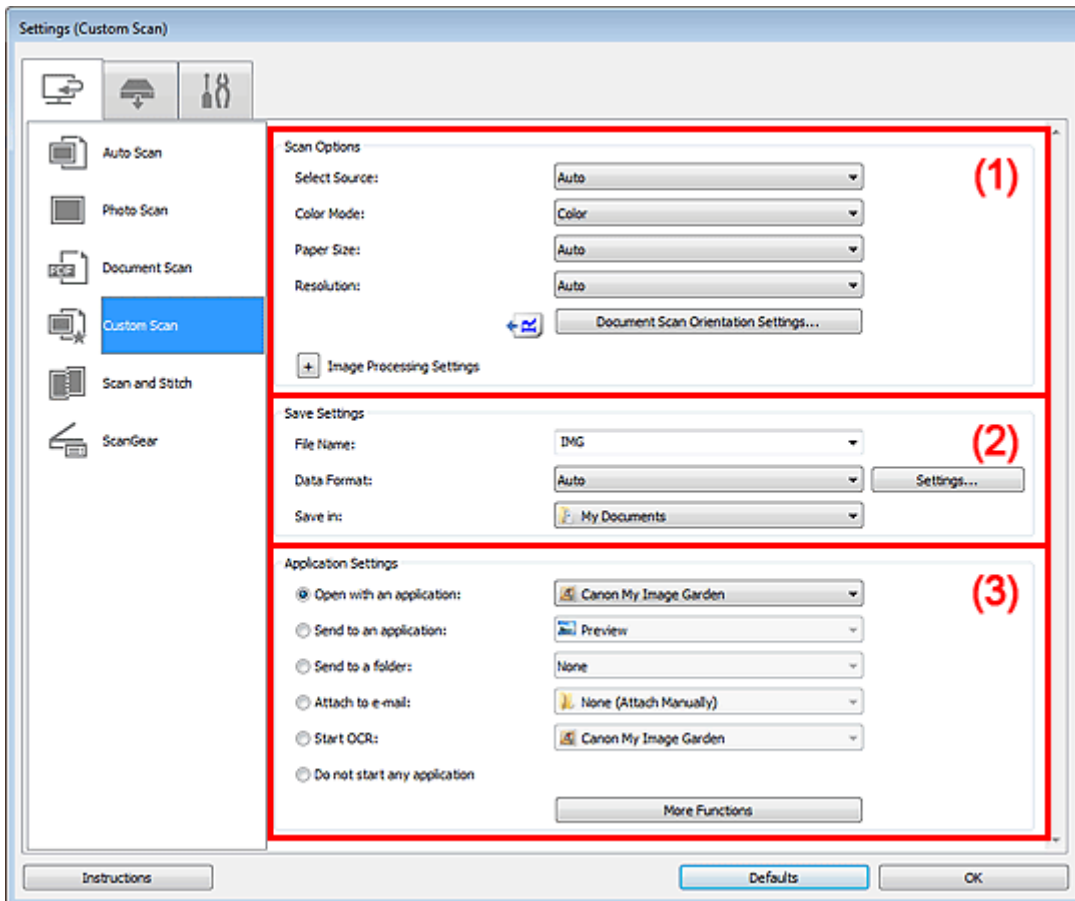 Settings (Custom Scan)
Auto Scan
Photo Scan
Document Scan
Custom Scan
Scan and Stitch
ScanGear
Scan Options
(1)
Select Source: Auto
Color Mode: Color
Paper Size: Auto
Resolution: Auto
Document Scan Orientation Settings...
+ Image Processing Settings
Save Settings
(2)
File Name: IMG
Data Format: Auto Settings...
Save in: My Documents
Application Settings
(3)
Open with an application: Canon My Image Garden
Send to an application: Preview
Send to a folder: None
Attach to e-mail: None (Attach Manually)
Start OCR: Canon My Image Garden
Do not start any application
More Functions
Instructions Defaults OK